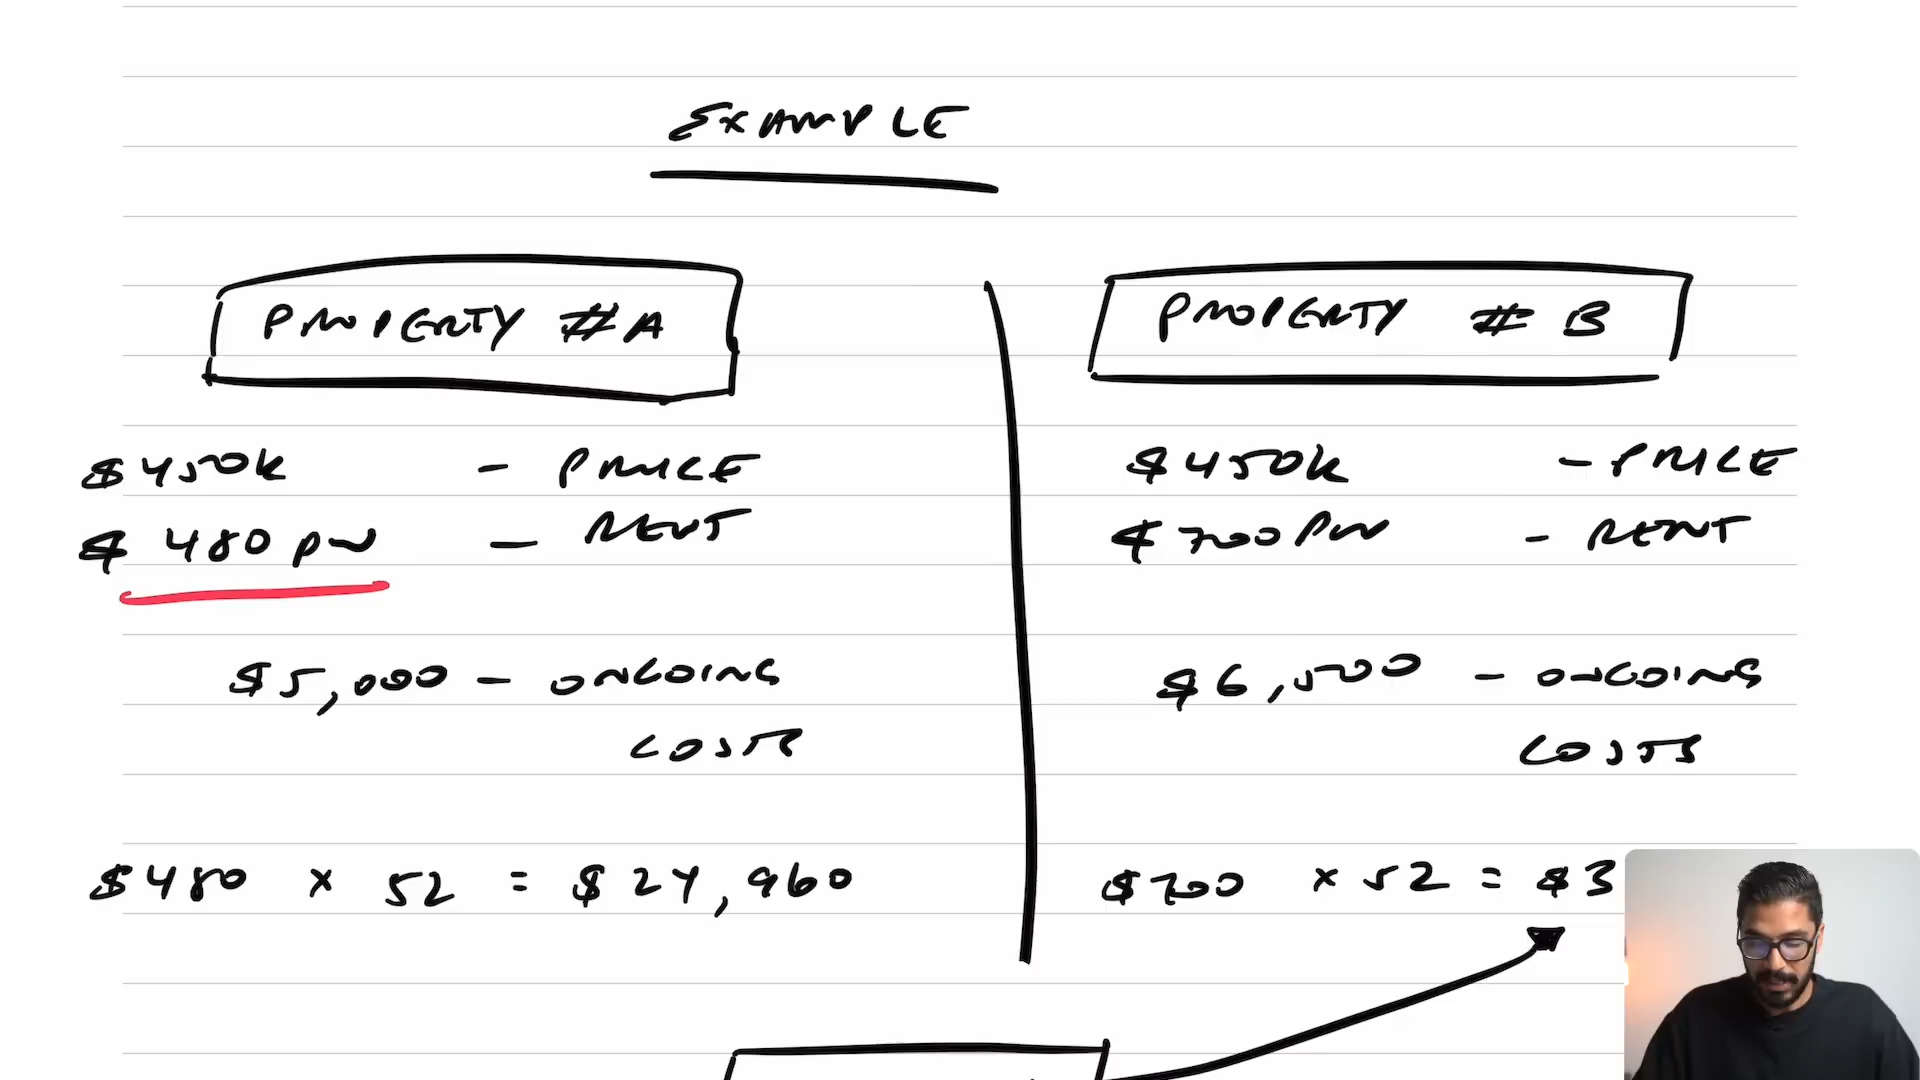 EXAMPLE
PROPERTY #A
$450k - PRICE
$480 pw - RENT
$5,000 - ONGOING
COSTS
$480 x 52 = $24,960
PROPERTY # B
$450k - PRICE
$700 PW - RENT
$6,500 - ONGOING
COSTS
$700 x 52 = $3